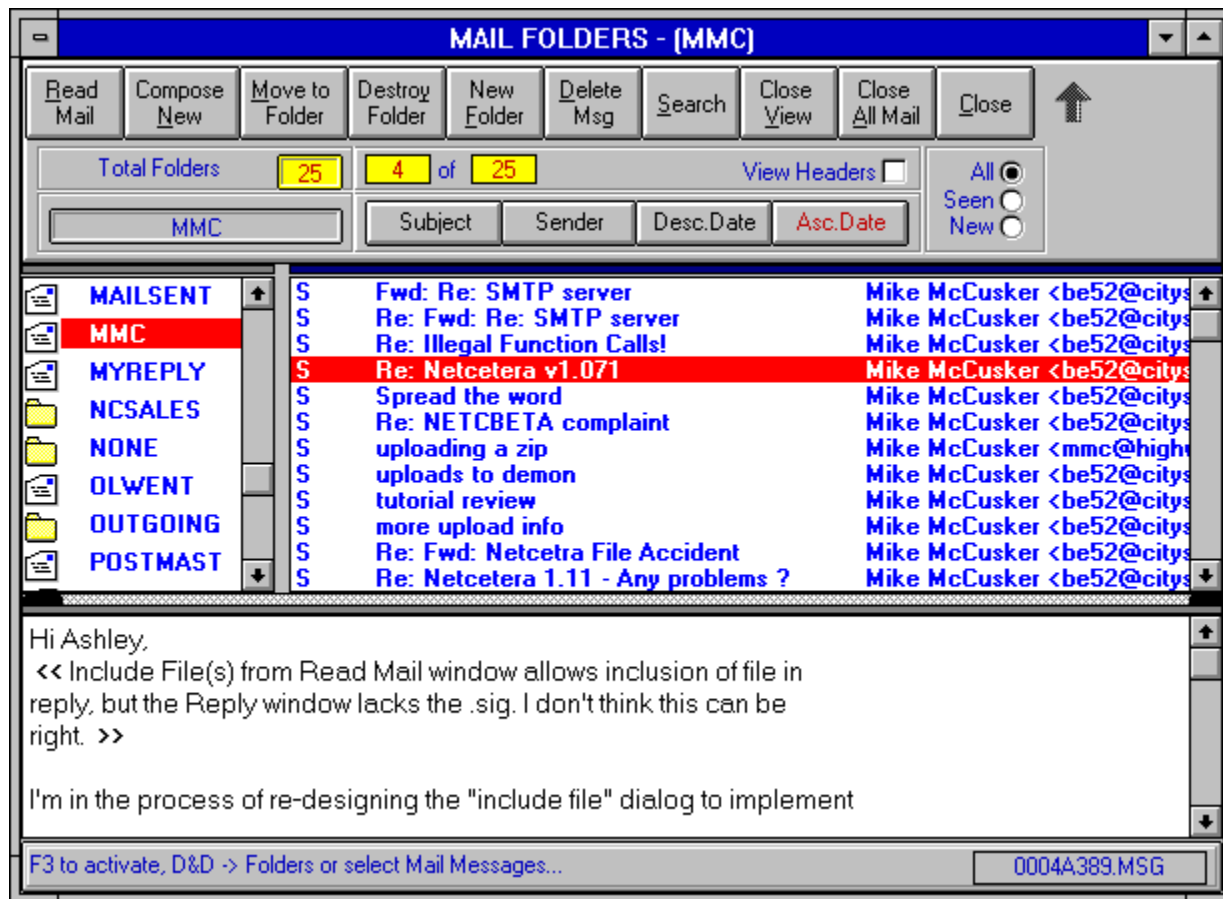 MAIL FOLDERS - (MMC)
Read Mail
Compose New
Move to Folder
Destroy Folder
New Folder
Delete Msg
Search
Close View
Close All Mail
Close
Total Folders 25
4 of 25
View Headers
All
Seen
New
MMC
Subject Sender Desc.Date Asc.Date
MAILSENT
MMC
MYREPLY
NCSALES
NONE
OLWENT
OUTGOING
POSTMAST
S Fwd: Re: SMTP server Mike McCusker <be52@citys
S Re: Fwd: Re: SMTP server Mike McCusker <be52@citys
S Re: Illegal Function Calls! Mike McCusker <be52@citys
S Re: Netcetera v1.071 Mike McCusker <be52@citys
S Spread the word Mike McCusker <be52@citys
S Re: NETCBETA complaint Mike McCusker <be52@citys
S uploading a zip Mike McCusker <mmc@high
S uploads to demon Mike McCusker <be52@citys
S tutorial review Mike McCusker <be52@citys
S more upload info Mike McCusker <be52@citys
S Re: Fwd: Netcetra File Accident Mike McCusker <be52@citys
S Re: Netcetera 1.11 - Any problems ? Mike McCusker <be52@citys
Hi Ashley,
<< Include File(s) from Read Mail window allows inclusion of file in
reply, but the Reply window lacks the .sig. I don't think this can be
right. >>
I'm in the process of re-designing the "include file" dialog to implement
F3 to activate, D&D -> Folders or select Mail Messages...
0004A389.MSG